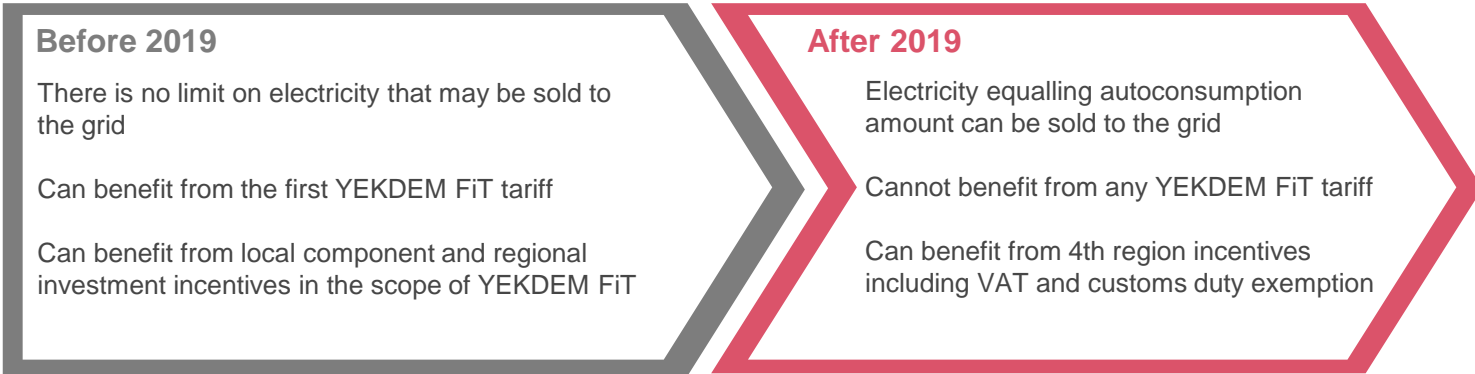 Before 2019
There is no limit on electricity that may be sold to
the grid
Can benefit from the first YEKDEM FiT tariff
Can benefit from local component and regional
investment incentives in the scope of YEKDEM FiT
After 2019
Electricity equalling autoconsumption
amount can be sold to the grid
Cannot benefit from any YEKDEM FiT tariff
Can benefit from 4th region incentives
including VAT and customs duty exemption